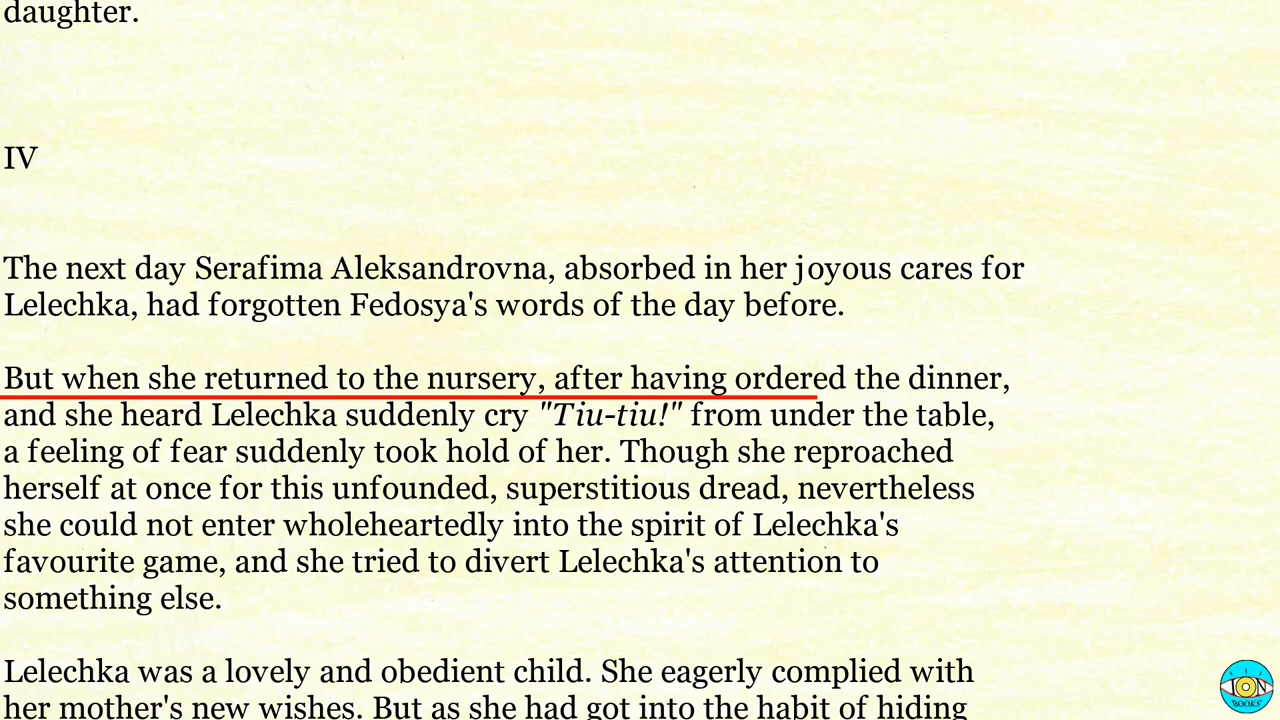 daughter.
IV
The next day Serafima Aleksandrovna, absorbed in her joyous cares for
Lelechka, had forgotten Fedosya's words of the day before.
But when she returned to the nursery, after having ordered the dinner,
and she heard Lelechka suddenly cry "Tiu-tiu!" from under the table,
a feeling of fear suddenly took hold of her. Though she reproached
herself at once for this unfounded, superstitious dread, nevertheless
she could not enter wholeheartedly into the spirit of Lelechka's
favourite game, and she tried to divert Lelechka's attention to
something else.
Lelechka was a lovely and obedient child. She eagerly complied with
her mother's new wishes. But as she had got into the habit of hiding
ION
BOOKS